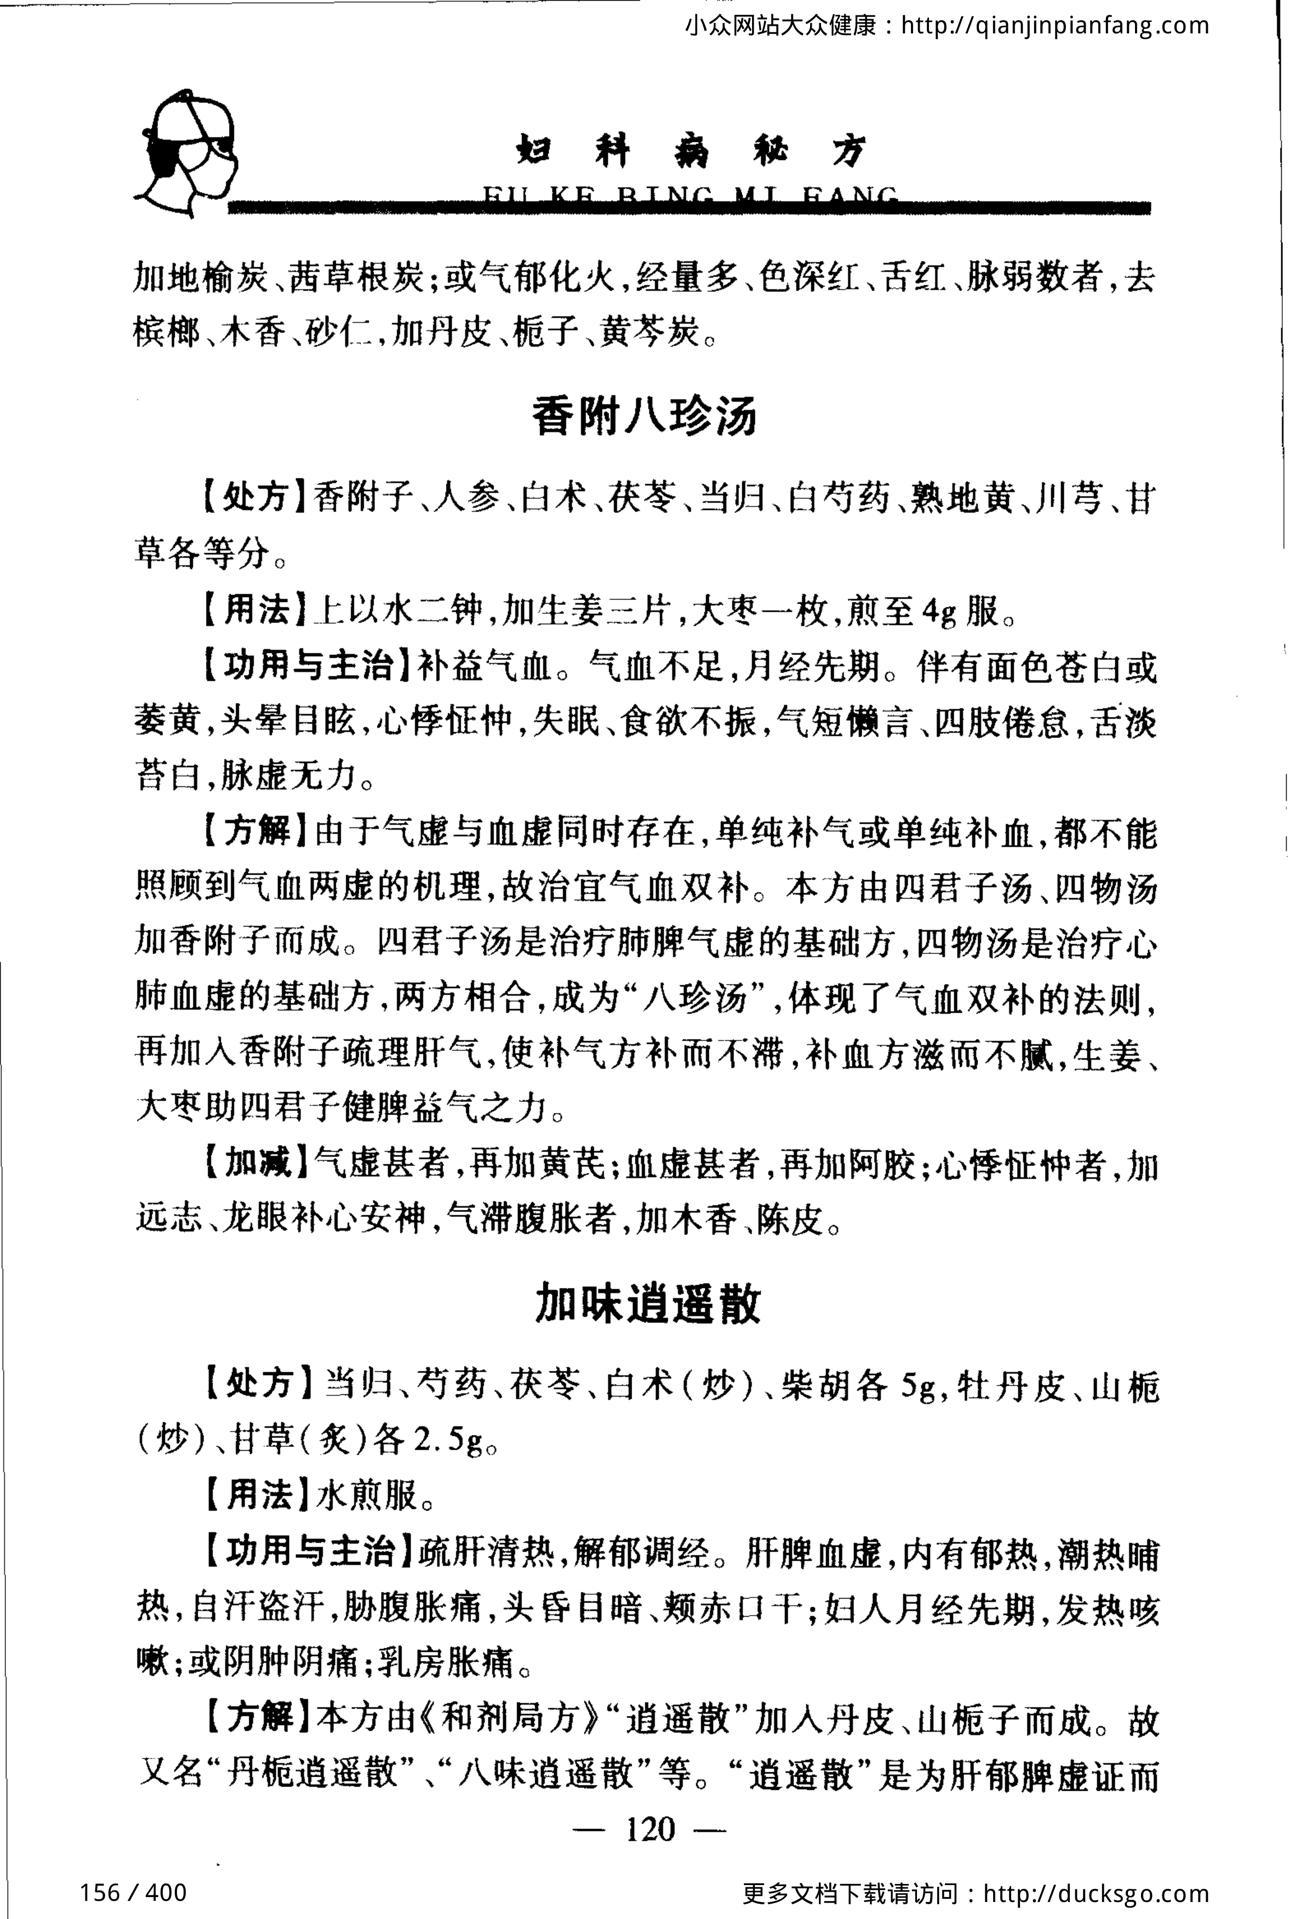 小众网站大众健康：http://qianjinpianfang.com
妇科病秘方
FU KE BING MI FANG
加地榆炭、茜草根炭；或气郁化火，经量多、色深红、舌红、脉弱数者，去
槟榔、木香、砂仁，加丹皮、栀子、黄芩炭。
香附八珍汤
【处方】香附子、人参、白术、茯苓、当归、白芍药、熟地黄、川芎、甘
草各等分。
【用法】上以水二钟，加生姜三片，大枣一枚，煎至4g服。
【功用与主治】补益气血。气血不足，月经先期。伴有面色苍白或
萎黄，头晕目眩，心悸怔忡，失眠、食欲不振，气短懒言、四肢倦怠，舌淡
苔白，脉虚无力。
【方解】由于气虚与血虚同时存在，单纯补气或单纯补血，都不能
照顾到气血两虚的机理，故治宜气血双补。本方由四君子汤、四物汤
加香附子而成。四君子汤是治疗肺脾气虚的基础方，四物汤是治疗心
肺血虚的基础方，两方相合，成为“八珍汤”，体现了气血双补的法则，
再加入香附子疏理肝气，使补气方补而不滞，补血方滋而不腻，生姜、
大枣助四君子健脾益气之力。
【加减】气虚甚者，再加黄芪；血虚甚者，再加阿胶；心悸怔忡者，加
远志、龙眼补心安神，气滞腹胀者，加木香、陈皮。
加味逍遥散
【处方】当归、芍药、茯苓、白术（炒）、柴胡各 5g，牡丹皮、山栀
（炒）、甘草（炙）各2.5g。
【用法】水煎服。
【功用与主治】疏肝清热，解郁调经。肝脾血虚，内有郁热，潮热晡
热，自汗盗汗，胁腹胀痛，头昏目暗、颊赤口干；妇人月经先期，发热咳
嗽；或阴肿阴痛；乳房胀痛。
【方解】本方由《和剂局方》“逍遥散”加入丹皮、山栀子而成。故
又名“丹栀逍遥散”、“八味逍遥散”等。“逍遥散”是为肝郁脾虚证而
— 120 —
156 / 400
更多文档下载请访问：http://ducksgo.com